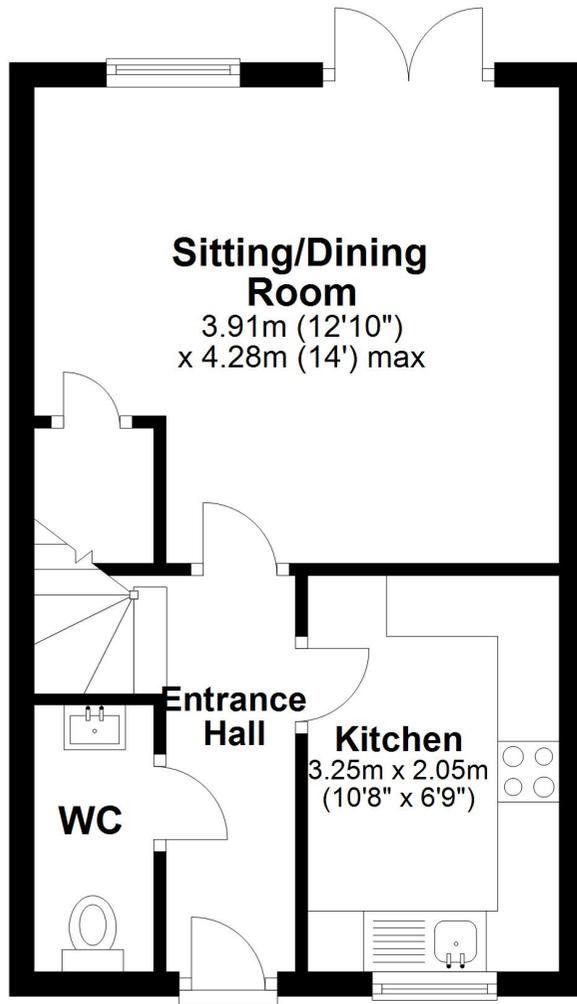 Sitting/Dining
Room
3.91m (12'10")
x 4.28m (14') max
Entrance
Hall
Kitchen
3.25m x 2.05m
(10'8" x 6'9")
WC